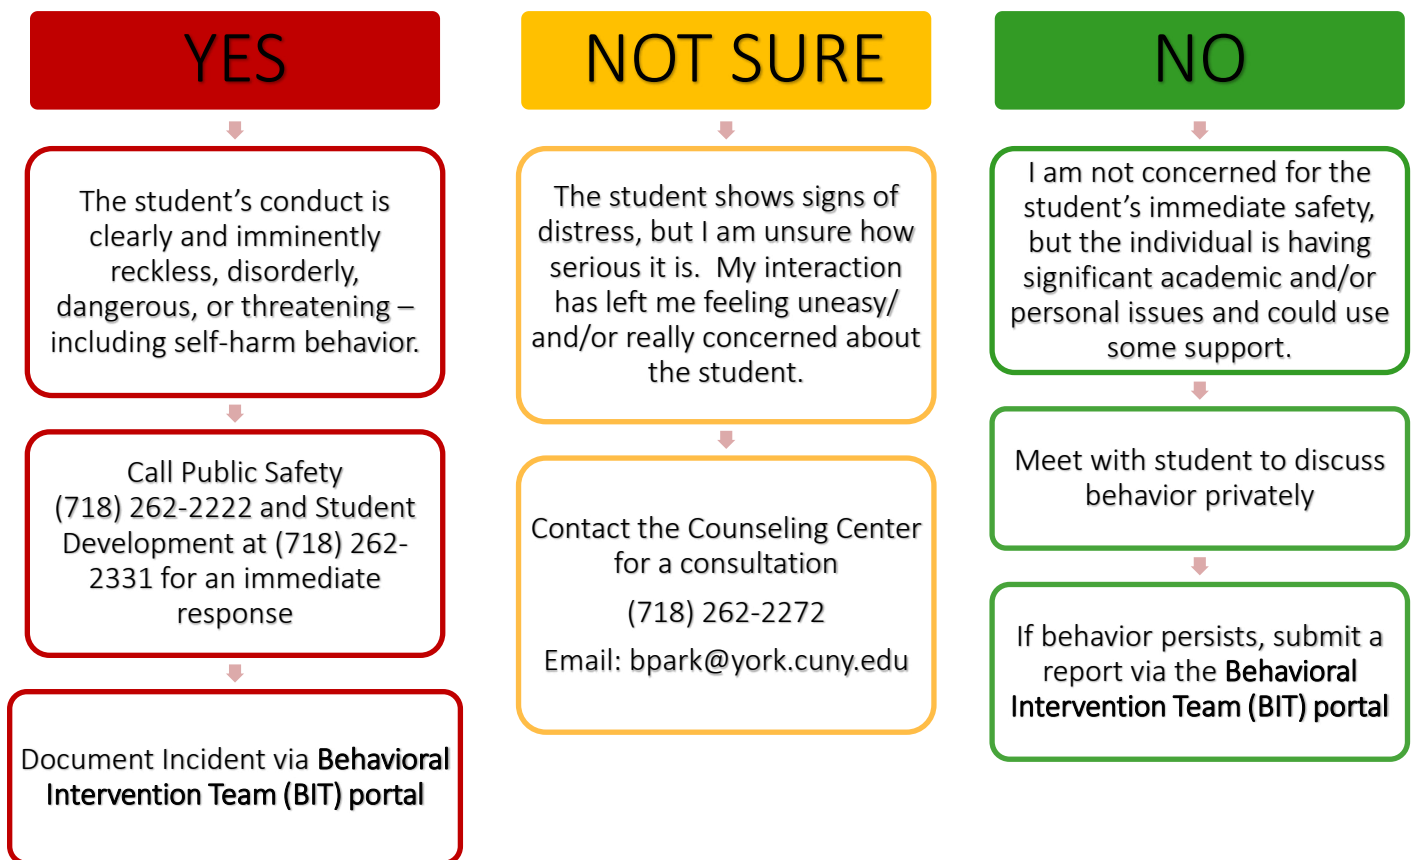 YES
The student’s conduct is
clearly and imminently
reckless, disorderly,
dangerous, or threatening –
including self-harm behavior.
Call Public Safety
(718) 262-2222 and Student
Development at (718) 262-
2331 for an immediate
response
Document Incident via Behavioral
Intervention Team (BIT) portal
NOT SURE
The student shows signs of
distress, but I am unsure how
serious it is.  My interaction
has left me feeling uneasy/
and/or really concerned about
the student.
Contact the Counseling Center
for a consultation
(718) 262-2272
Email: bpark@york.cuny.edu
NO
I am not concerned for the
student’s immediate safety,
but the individual is having
significant academic and/or
personal issues and could use
some support.
Meet with student to discuss
behavior privately
If behavior persists, submit a
report via the Behavioral
Intervention Team (BIT) portal